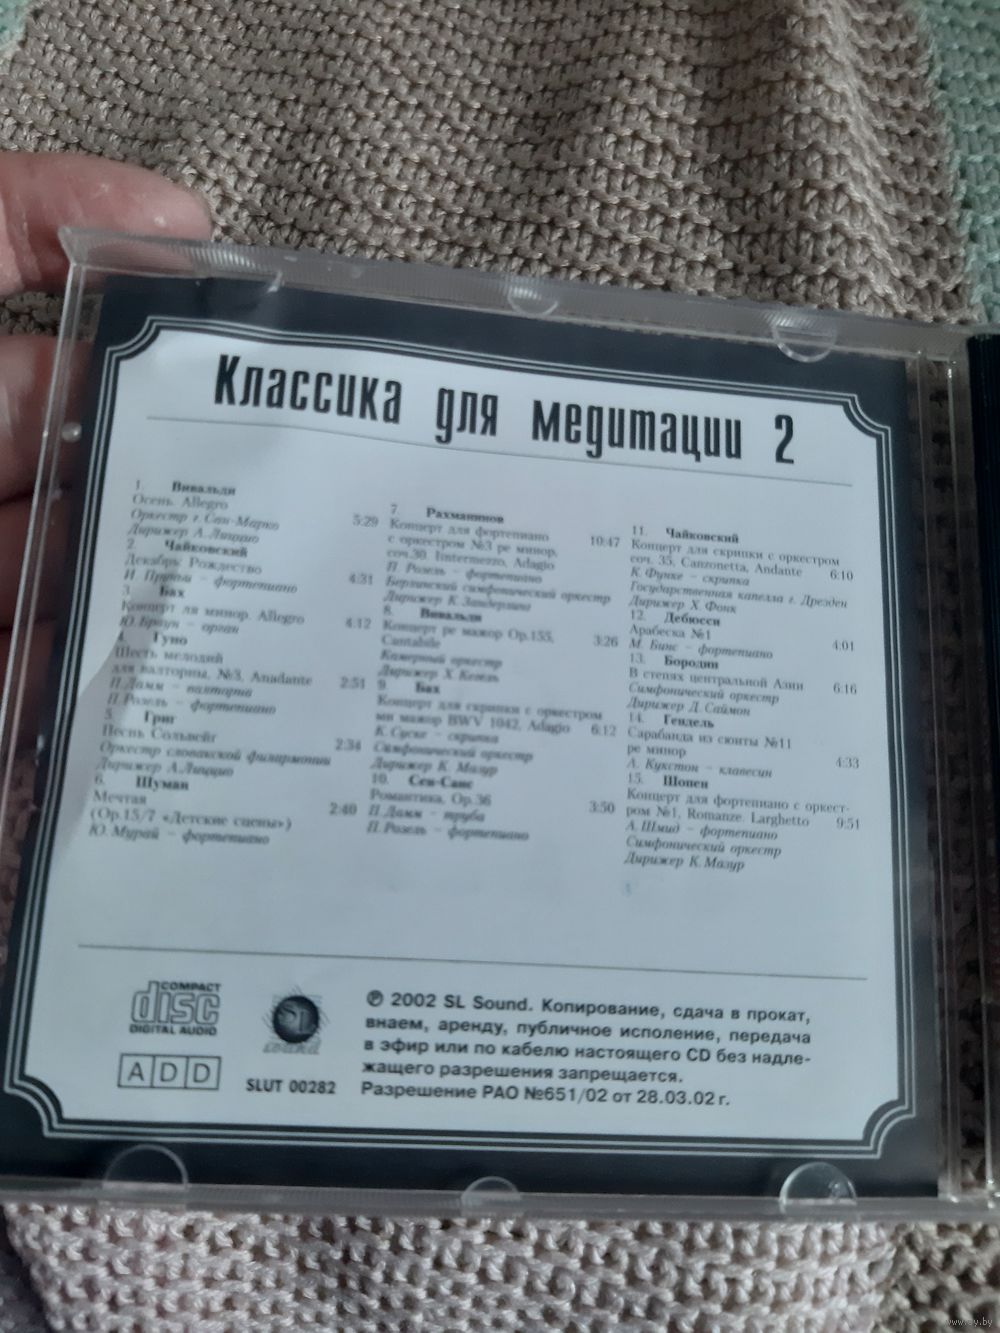 Классика для медитации 2
1. Вивальди
Осень. Allegro
Оркестр г. Сан-Марко 5:29
Дирижер А. Лиццио
2. Чайковский
Декабрь: Рождество
И. – фортепиано 4:31
3. Бах
Концерт ля минор. Allegro
Ю. Браун – орган 4.12
4. Гуно
Шесть мелодий
для валторны, №3, Anadante
П. Дамм – валторна 2:51
П. Розель – фортепиано
5. Григ
Песнь Сольвейг
Оркестр словакской филармонии 2:34
Дирижер А.Лиццио
6. Шуман
Мечтая 2:40
(Ор.15/7 «Детские сцены»)
Ю. Мурай – фортепиано
7. Рахманинов
Концерт для фортепиано 10:47
с оркестром №3 ре минор,
соч.30. Intermezzo, Adagio
П. Розель – фортепиано
Берлинский симфонический оркестр
Дирижер К. Зандерлинг
8. Вивальди
Концерт ре мажор Op.155, 3:26
Cantabile
Камерный оркестр
Дирижер Х.
9. Бах
Концерт для скрипки с оркестром
ми мажор BWV 1042, Adagio 6:12
К. Суске – скрипка
Симфонический оркестр
Дирижер К. Мазур
10. Сен-Санс
Романтика, Ор.36 3:50
П. Дамм – труба
П. Розель – фортепиано
11. Чайковский
Концерт для скрипки с оркестром
соч. 35, Canzonetta, Andante 6:10
К. Функе – скрипка
Государственная капелла г. Дрезден
Дирижер Х. Фонк
12. Дебюсси
Арабеска №1 4:01
М. Бинс – фортепиано
13. Бородин
В степях центральной Азии 6:16
Симфонический оркестр
Дирижер Д. Саймон
14. Гендель
Сарабанда из сюиты №11
ре минор 4:33
А. Кукстон – клавесин
15. Шопен
Концерт для фортепиано с оркест-
ром №1, Romanze. Larghetto 9:51
А. Шмид – фортепиано
Симфонический оркестр
Дирижер К. Мазур
COMPACT
disc
DIGITAL AUDIO
SL
sound
ADD
SLUT 00282
℗ 2002 SL Sound. Копирование, сдача в прокат,
внаем, аренду, публичное исполение, передача
в эфир или по кабелю настоящего CD без надле-
жащего разрешения запрещается.
Разрешение РАО №651/02 от 28.03.02 г.
www.ay.by